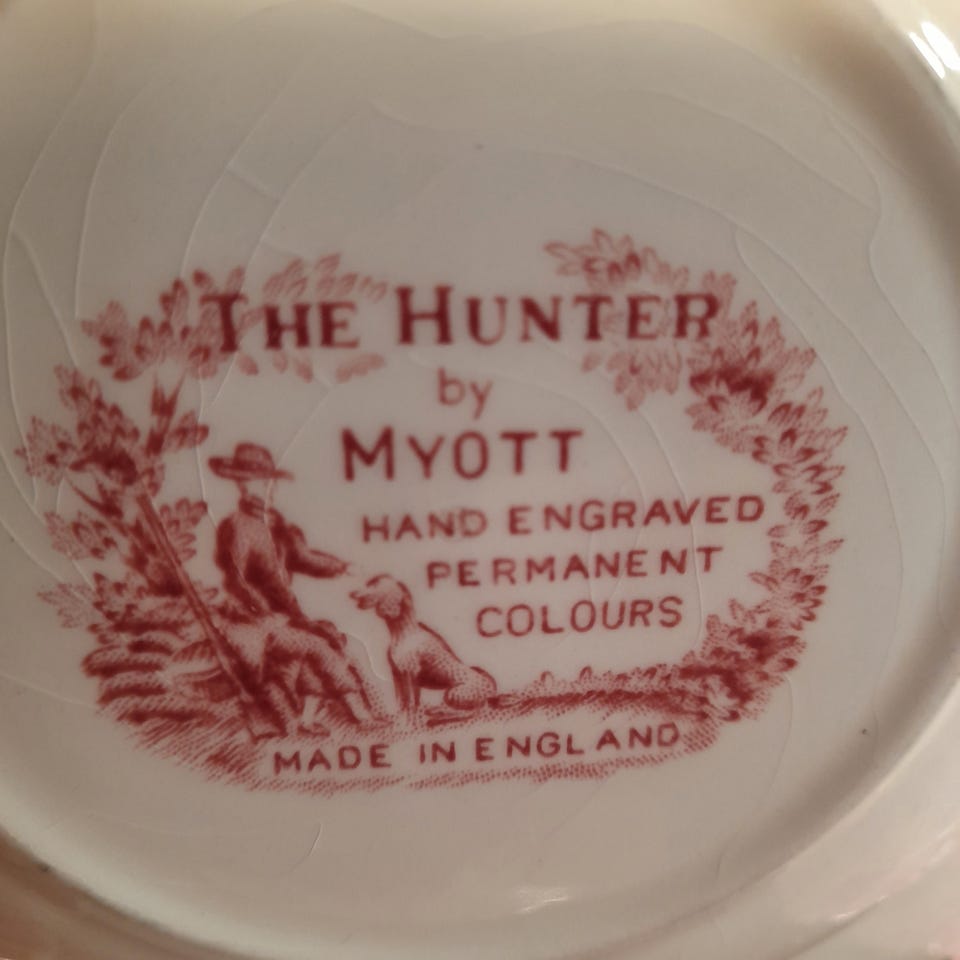 THE HUNTER
by
MYOTT
HAND ENGRAVED
PERMANENT
COLOURS
MADE IN ENGLAND